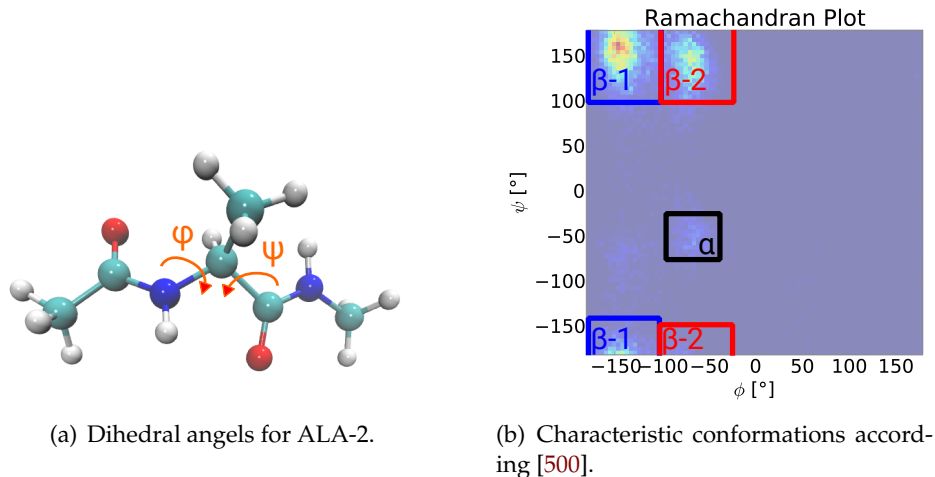 Ramachandran Plot
φ
ψ
150
100
50
0
−50
−100
−150
ψ [°]
β-1
β-2
α
β-1
β-2
−150−100 −50 0 50 100 150
ϕ [°]
(a) Dihedral angels for ALA-2.
(b) Characteristic conformations accord-
ing [500].